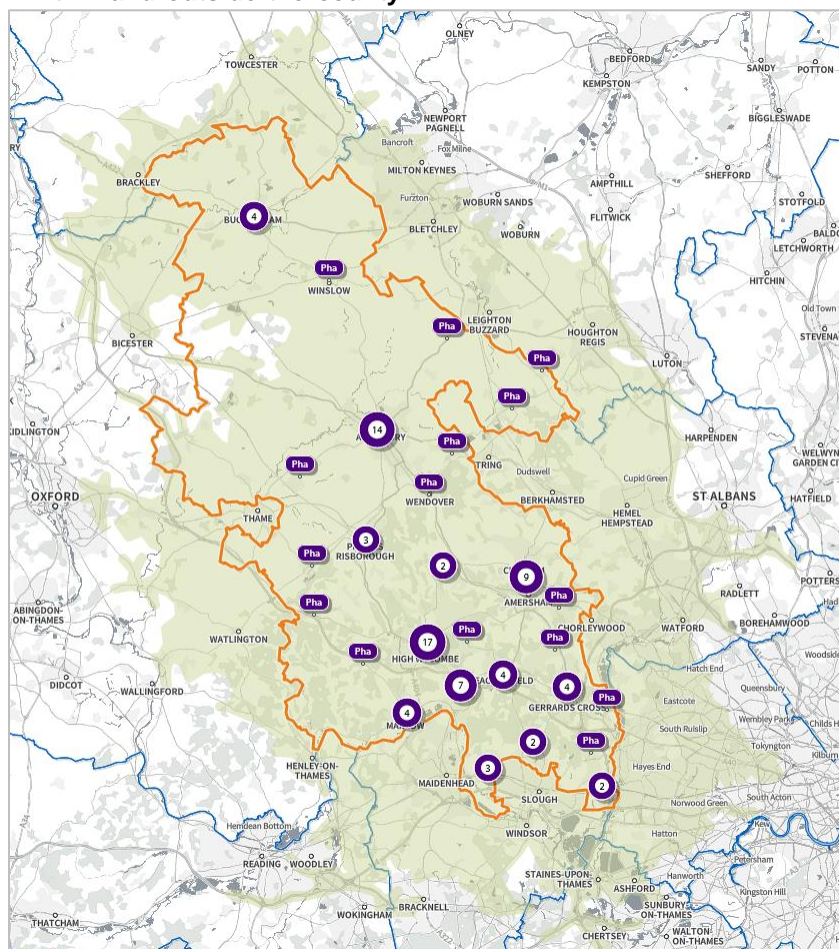 OLNEY
TOWCESTER
BEDFORD
KEMPSTON
SANDY
POTTON
NEWPORT
PAGNELL
BIGGLESWADE
Bancroft
Fox Milne
BRACKLEY
MILTON KEYNES
AMPTHILL
SHEFFORD
Furzton
WOBURN SANDS
STOTFOLD
4
BLETCHLEY
WOBURN
FLITWICK
LETCHWORTH
Pha
WINSLOW
HITCHIN
Old Town
Pha
LEIGHTON
BUZZARD
HOUGHTON
REGIS
BICESTER
Pha
LUTON
Pha
14
Pha
HARPENDEN
Pha
TRING
Dudswell
Cupid Green
Pha
WENDOVER
OXFORD
BERKHAMSTED
ST ALBANS
HATFIELD
THAME
HEMEL
HEMPSTEAD
3
RISBOROUGH
Pha
2
9
Pha
RADLETT
ABINGDON
-ON-THAMES
Pha
WATLINGTON
17
Pha
Pha
CHORLEYWOOD
WATFORD
BOREHAMWOOD
Pha
DIDCOT
WALLINGFORD
7
4
4
Pha
Hatch End
Queensbury
Eastcote
Wembley Park
4
South Ruislip
2
Pha
Tokyngton
HENLEY-ON
-THAMES
3
MAIDENHEAD
2
Hayes End
SLOUGH
South Acton
Norwood Green
Hemdean Bottom
WINDSOR
Hatton
Kew
READING
WOODLEY
Petersham
STAINES-UPON-
THAMES
Hanworth
ASHFORD
Kingston Hill
THATCHAM
WOKINGHAM
BRACKNELL
SUNBURY
-ON-THAMES
CHERTSEY
WALTON
-ON-THAMES